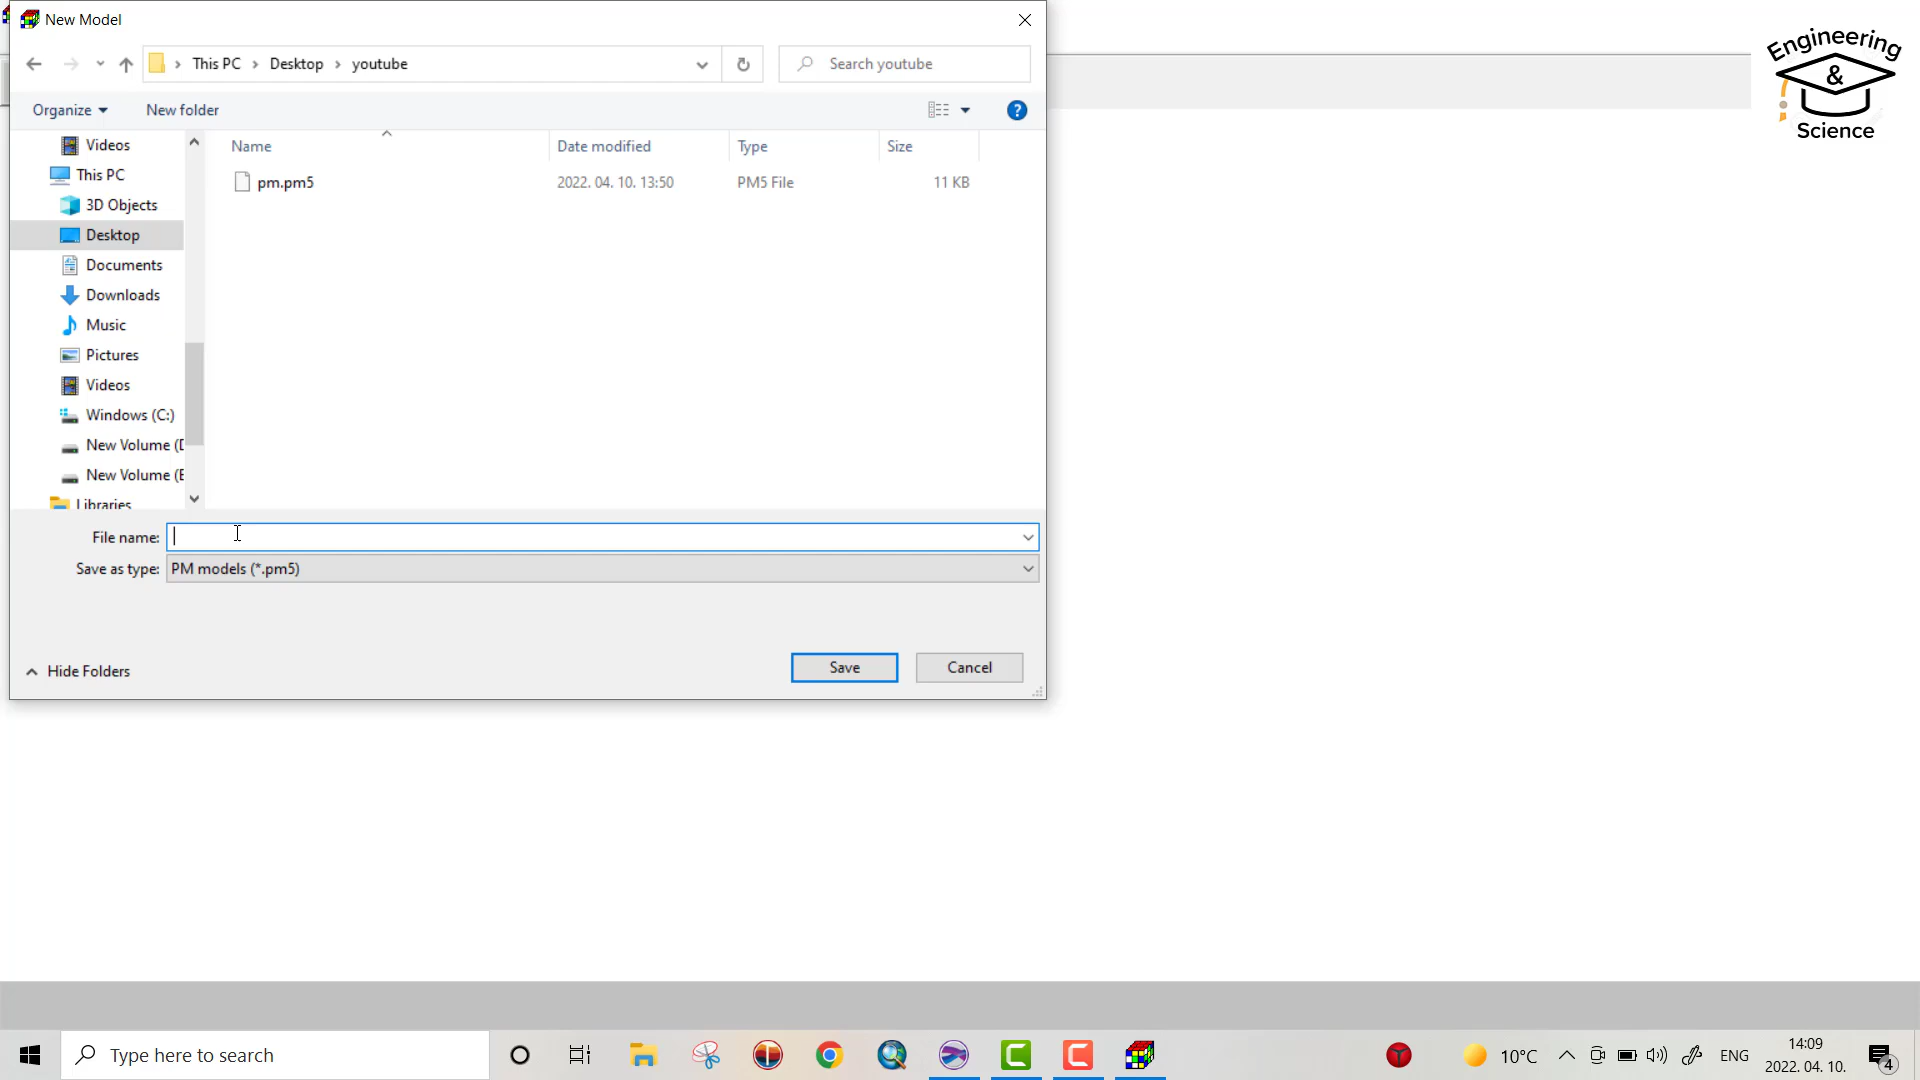 New Model
This PC
Desktop
youtube
Search youtube
Organize
New folder
?
Engineering
&
Science
Videos
This PC
3D Objects
Desktop
Documents
Downloads
Music
Pictures
Videos
Windows (C:)
New Volume (D
New Volume (E
Libraries
Name
Date modified
Type
Size
pm.pm5
2022. 04. 10. 13:50
PM5 File
11 KB
File name:
Save as type:
PM models (*.pm5)
Hide Folders
Save
Cancel
Type here to search
10°C
ENG
14:09
2022. 04. 10.
4